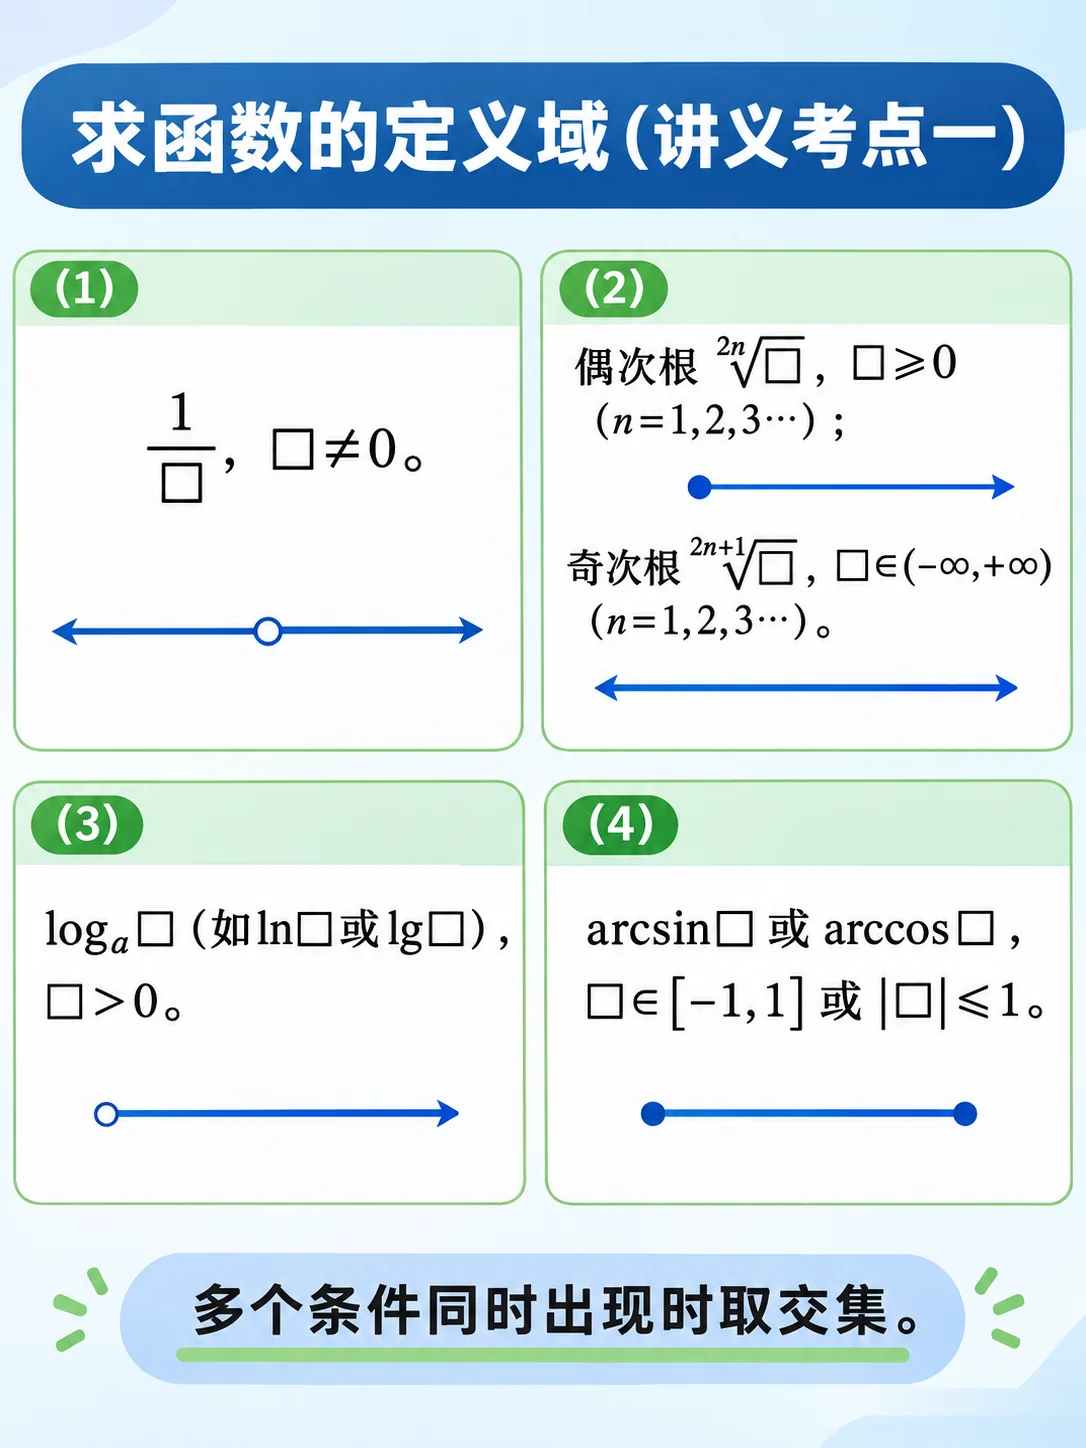 求函数的定义域(讲义考点一)
(1)
1/□，□≠0。
(2)
偶次根 ²ⁿ√□，□⩾0
(n=1,2,3⋯)；
奇次根 ²ⁿ⁺¹√□，□∈(−∞,+∞)
(n=1,2,3⋯)。
(3)
logₐ□(如ln□或lg□)，
□>0。
(4)
arcsin□ 或 arccos□，
□∈[−1,1] 或 |□|⩽1。
多个条件同时出现时取交集。